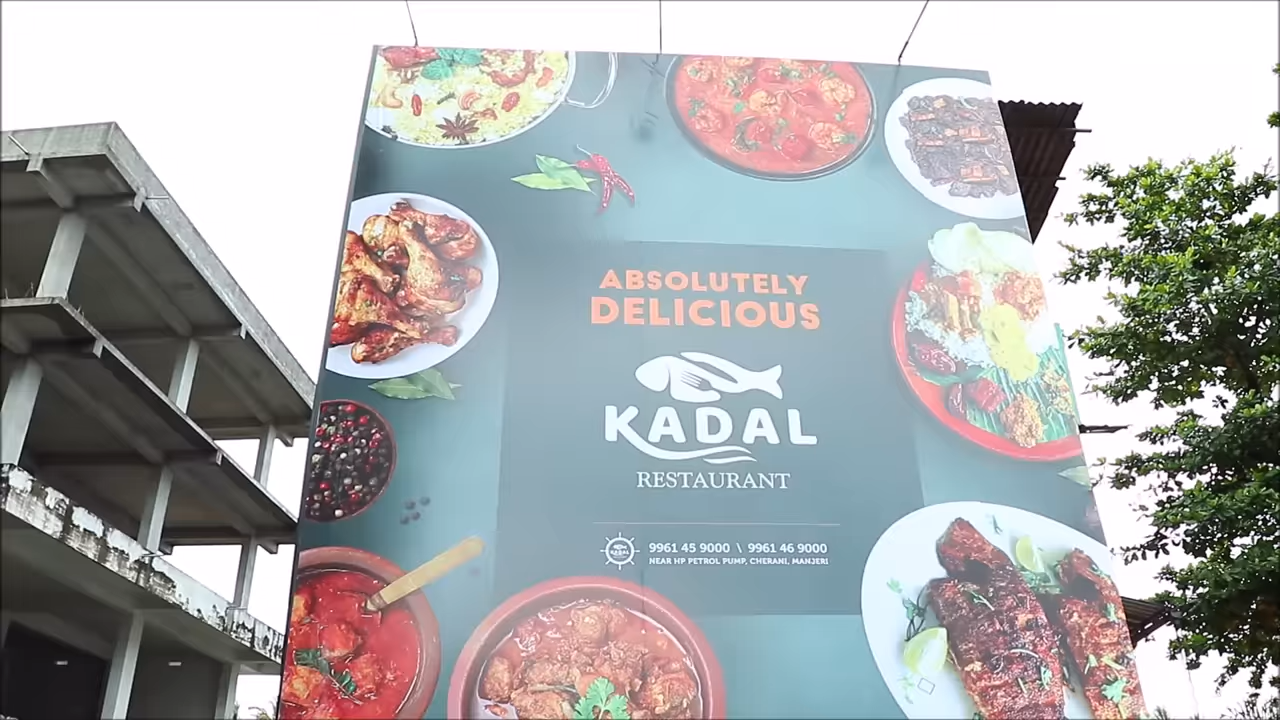 ABSOLUTELY
DELICIOUS
KADAL
RESTAURANT
9961 45 9000 \ 9961 46 9000
NEAR HP PETROL PUMP, CHERANI, MANJERI